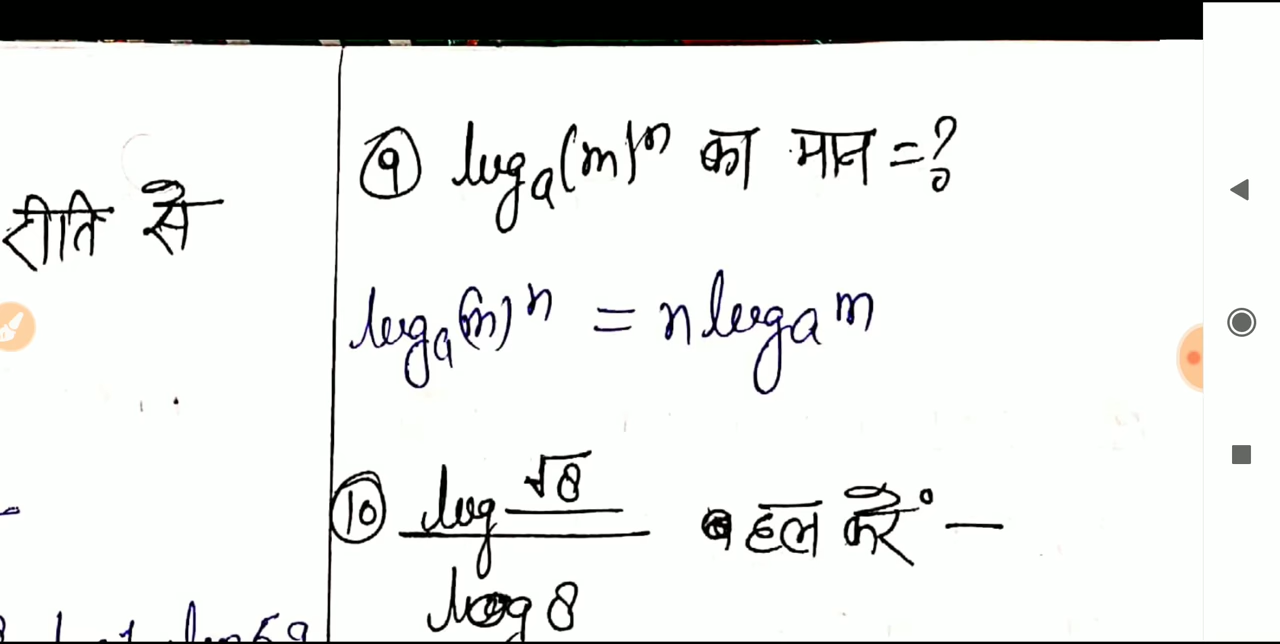 रीति से
⑨ logₐ(m)ⁿ का मान = ?
logₐ(m)ⁿ = n logₐ m
⑩ log √8 / log 8 हल करें —